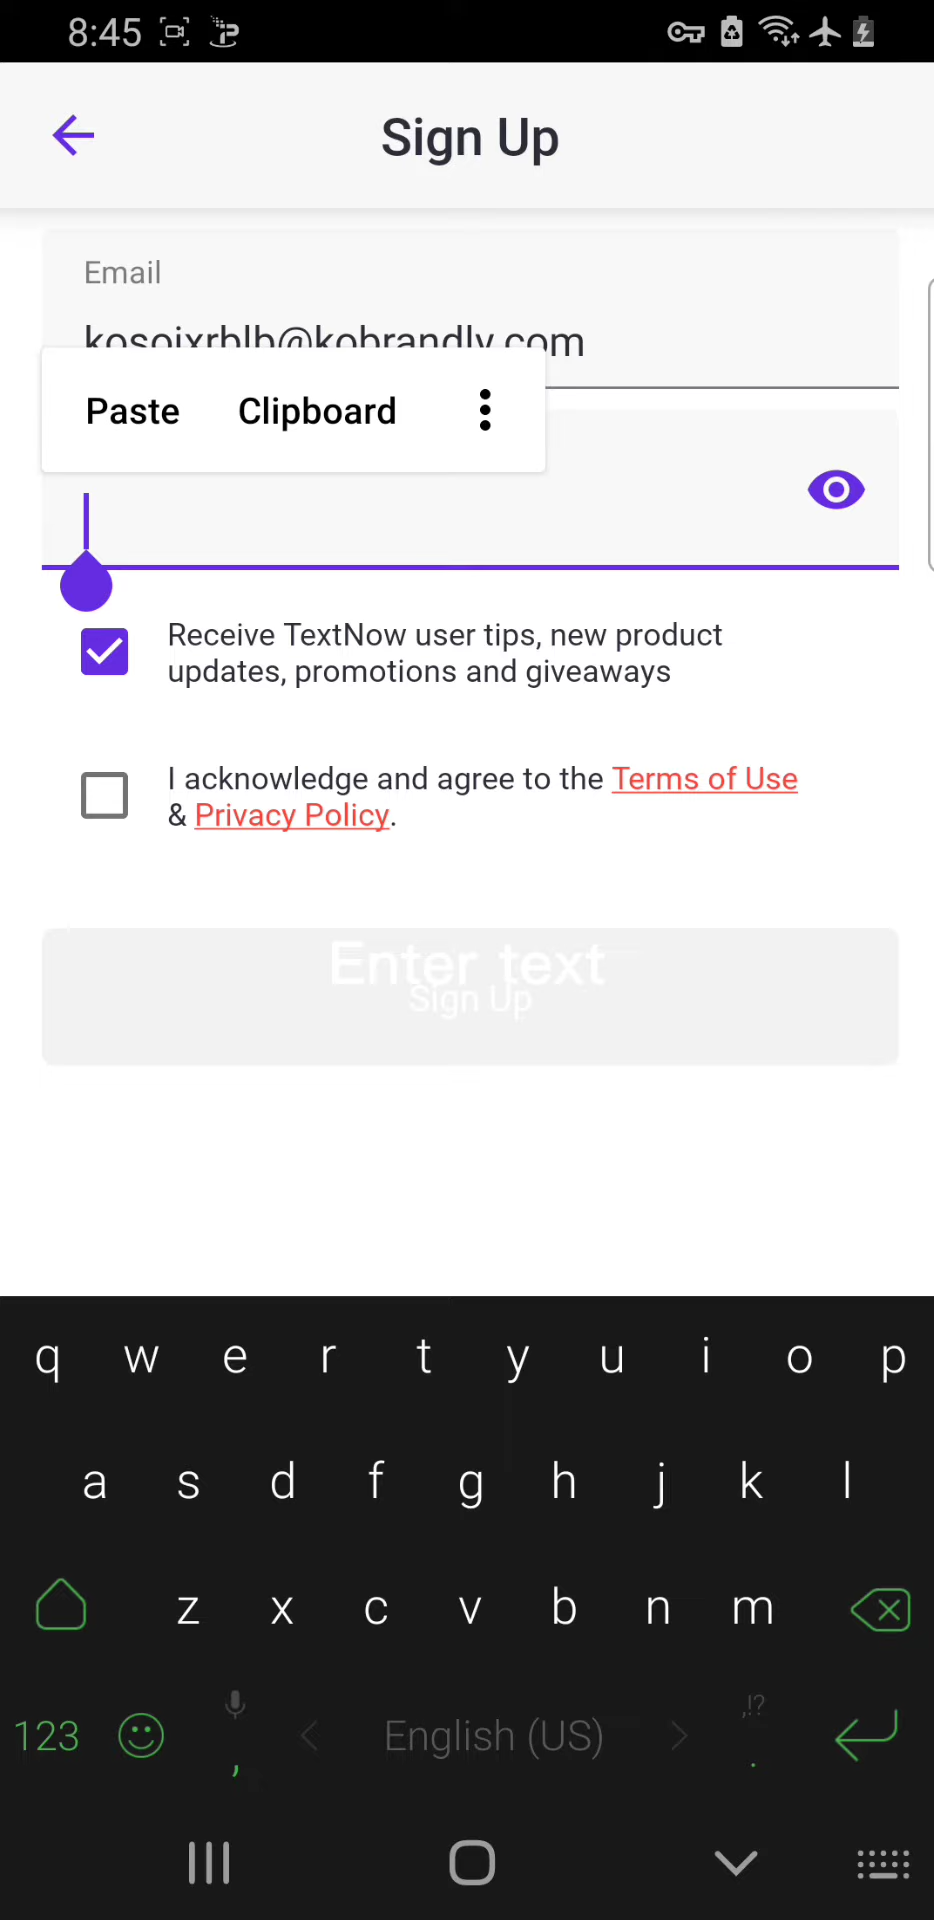 8:45
Sign Up
Email
kosoixrblb@kobrandly.com
Paste Clipboard
Receive TextNow user tips, new product
updates, promotions and giveaways
I acknowledge and agree to the Terms of Use
& Privacy Policy.
Enter text
Sign Up
q w e r t y u i o p
a s d f g h j k l
z x c v b n m
,!?
123 , < English (US) > .